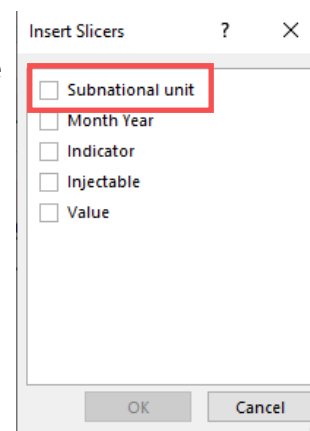 Insert Slicers ? ×
Subnational unit
Month Year
Indicator
Injectable
Value
OK Cancel